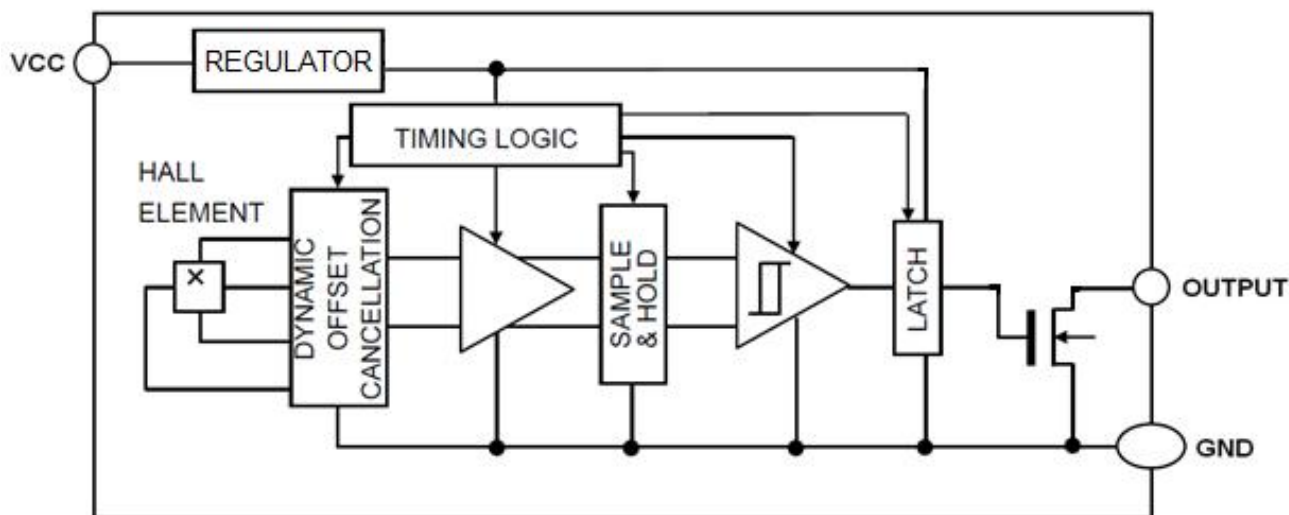 VCC
REGULATOR
TIMING LOGIC
HALL
ELEMENT
DYNAMIC
OFFSET
CANCELLATION
SAMPLE
& HOLD
LATCH
OUTPUT
GND